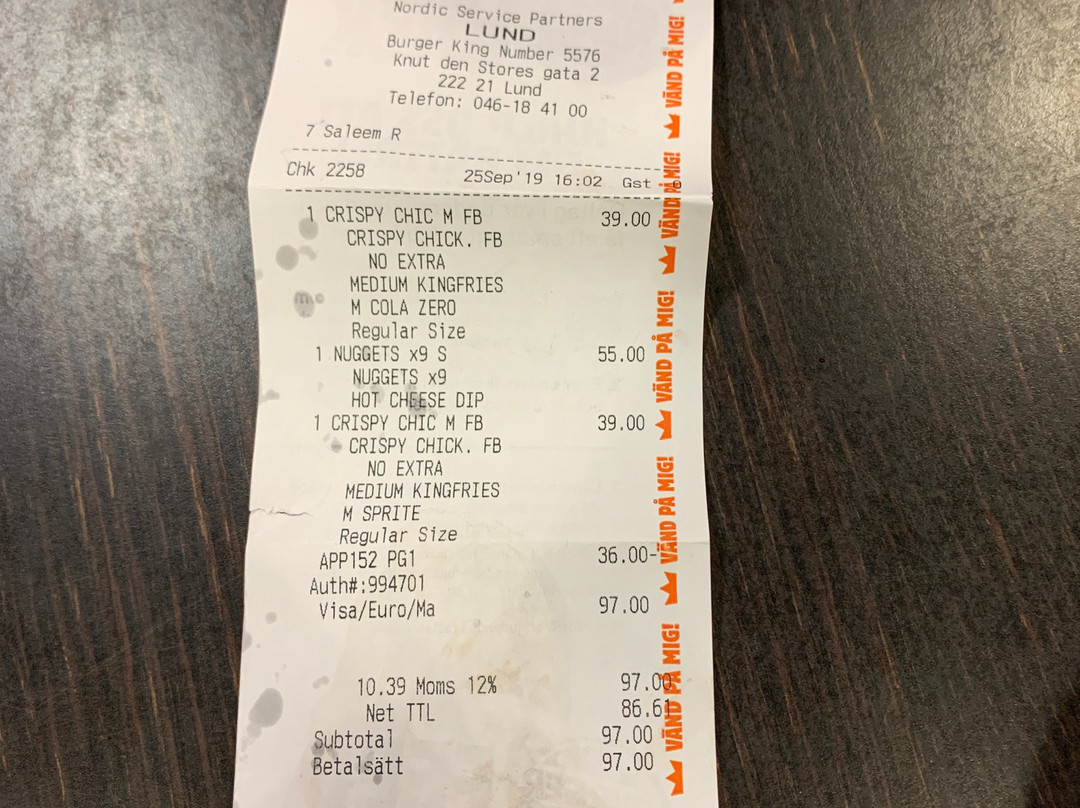 Nordic Service Partners
LUND
Burger King Number 5576
Knut den Stores gata 2
222 21 Lund
Telefon: 046-18 41 00
7 Saleem R
Chk 2258 25Sep'19 16:02 Gst 0
1 CRISPY CHIC M FB 39.00
CRISPY CHICK. FB
NO EXTRA
MEDIUM KINGFRIES
M COLA ZERO
Regular Size
1 NUGGETS x9 S 55.00
NUGGETS x9
HOT CHEESE DIP
1 CRISPY CHIC M FB 39.00
CRISPY CHICK. FB
NO EXTRA
MEDIUM KINGFRIES
M SPRITE
Regular Size
APP152 PG1 36.00-
Auth#:994701
Visa/Euro/Ma 97.00
10.39 Moms 12% 97.00
Net TTL 86.61
Subtotal 97.00
Betalsätt 97.00
VÄND PÅ MIG!
VÄND PÅ MIG!
VÄND PÅ MIG!
VÄND PÅ MIG!
VÄND PÅ MIG!